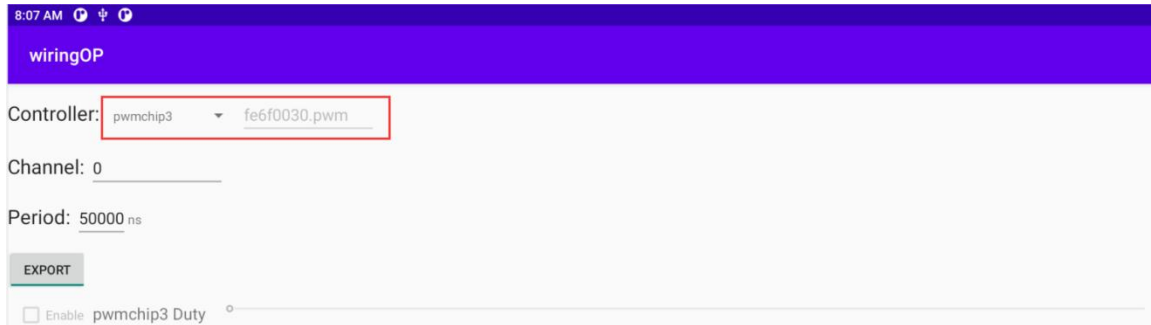 8:07 AM
wiringOP
Controller: pwmchip3 fe6f0030.pwm
Channel: 0
Period: 50000 ns
EXPORT
Enable pwmchip3 Duty